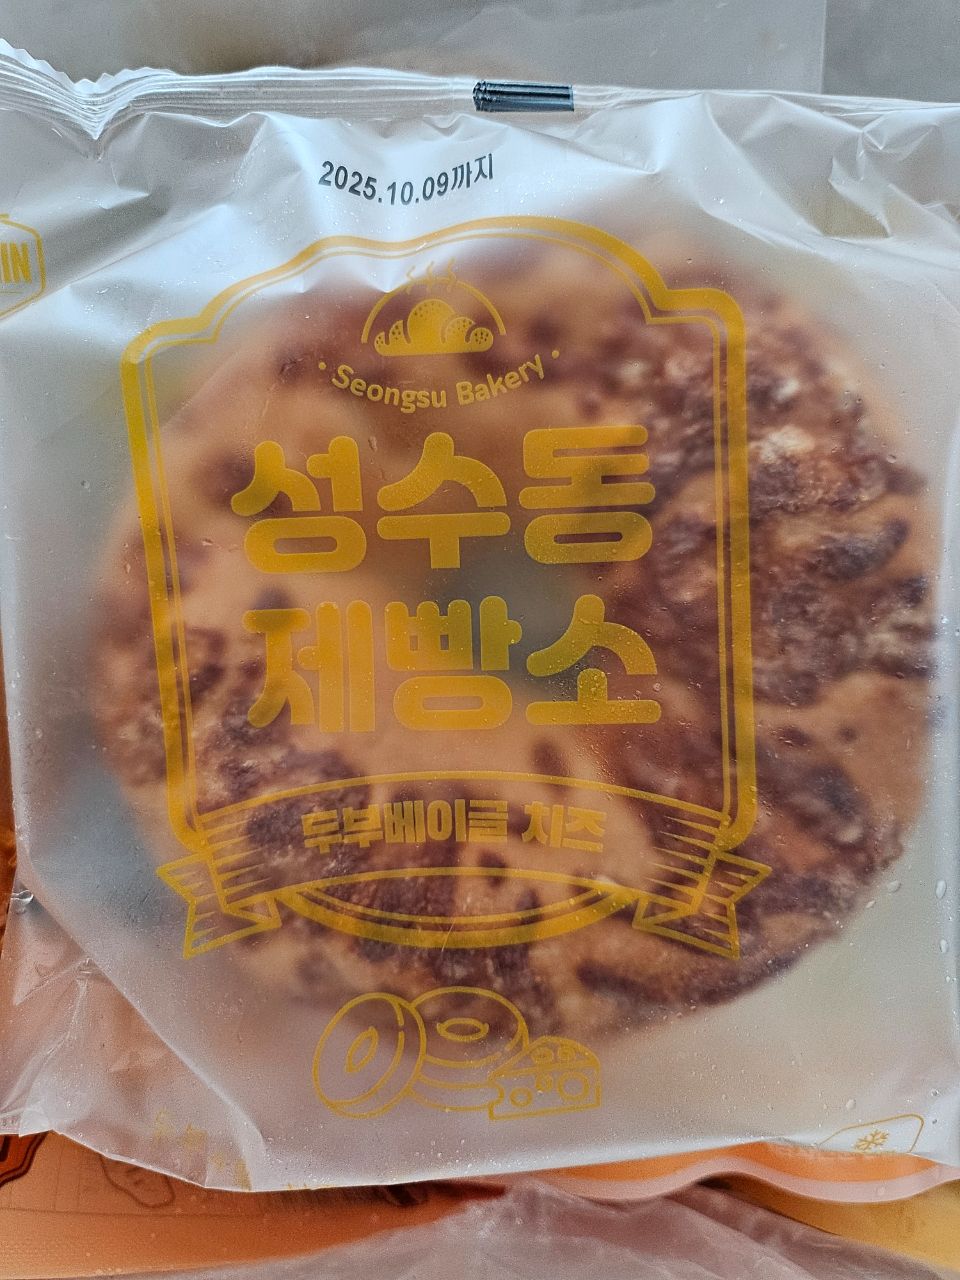 2025.10.09까지
IN
· Seongsu Bakery ·
성수동
제빵소
두부베이글 치즈